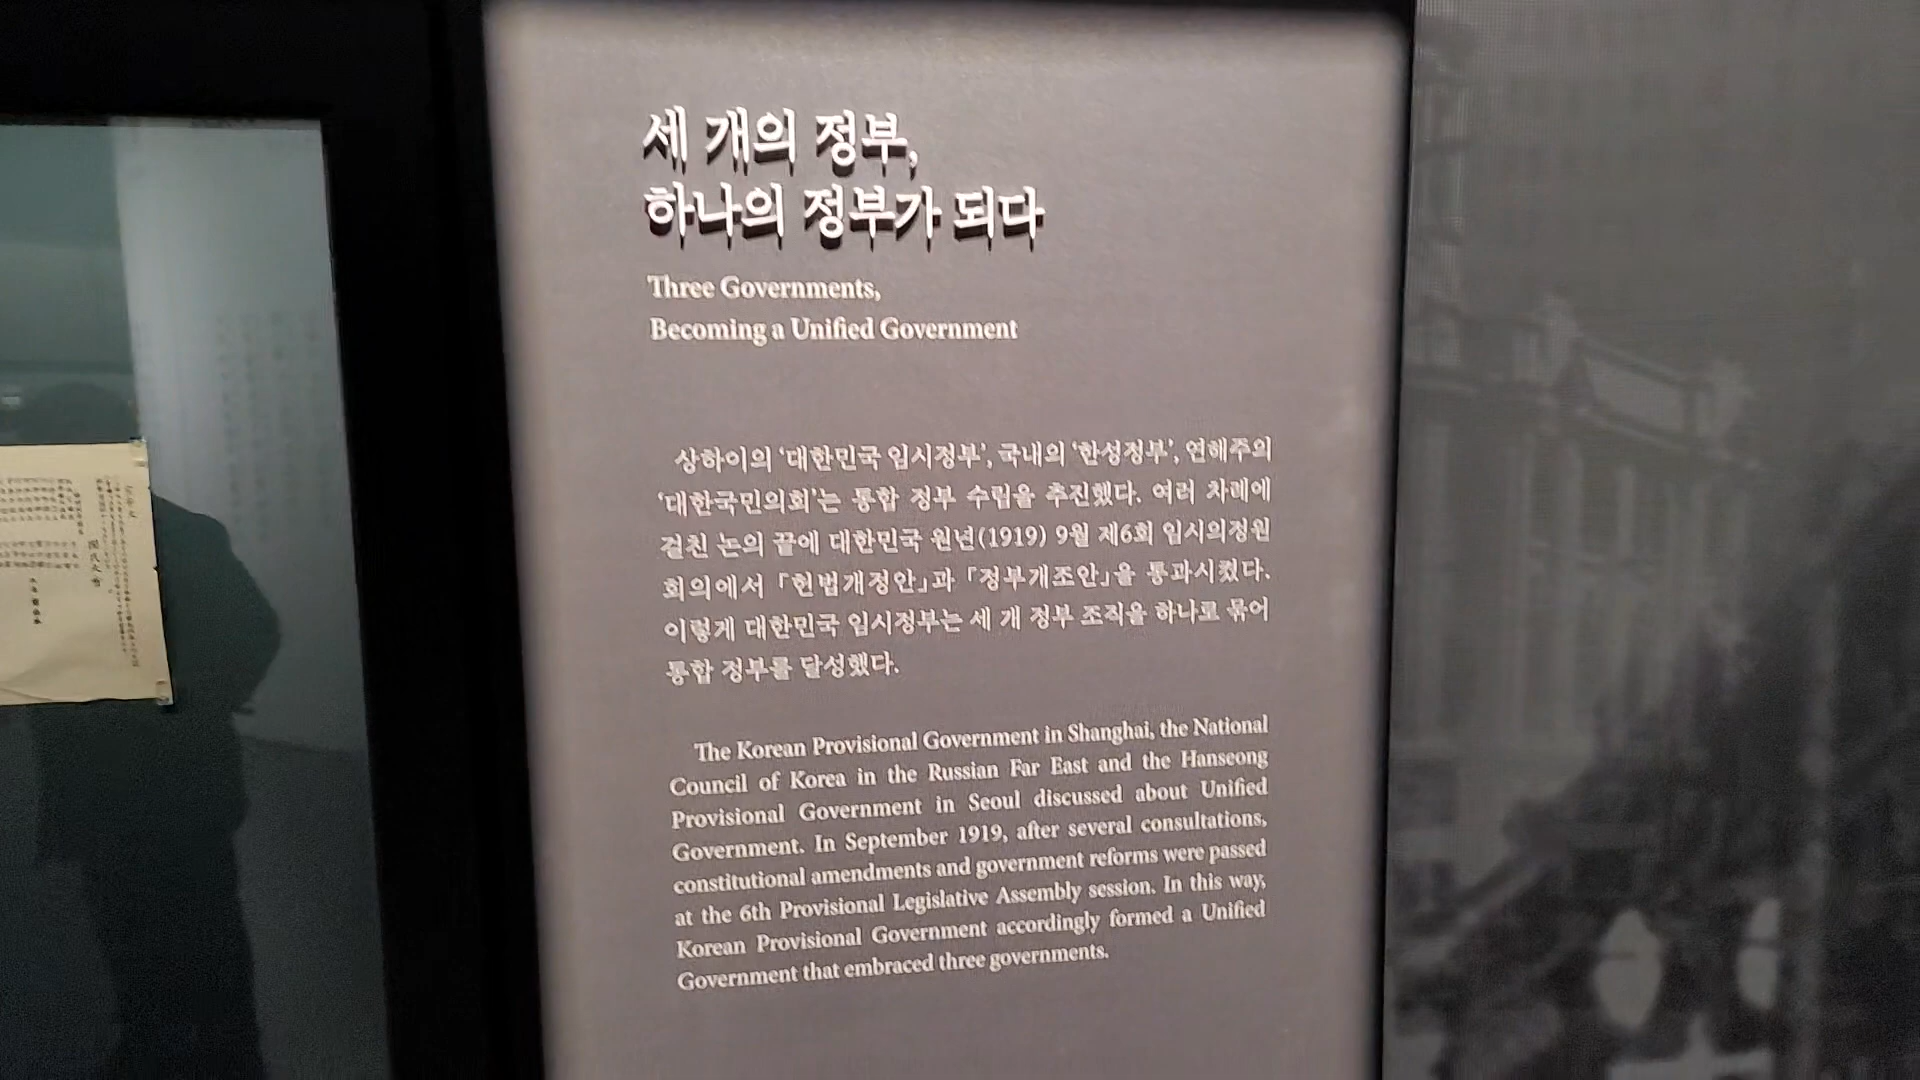 세 개의 정부,
하나의 정부가 되다
Three Governments,
Becoming a Unified Government
상하이의 ‘대한민국 임시정부’, 국내의 ‘한성정부’, 연해주의
‘대한국민의회’는 통합 정부 수립을 추진했다. 여러 차례에
걸친 논의 끝에 대한민국 원년(1919) 9월 제6회 임시의정원
회의에서 「헌법개정안」과 「정부개조안」을 통과시켰다.
이렇게 대한민국 임시정부는 세 개 정부 조직을 하나로 묶어
통합 정부를 달성했다.
The Korean Provisional Government in Shanghai, the National
Council of Korea in the Russian Far East and the Hanseong
Provisional Government in Seoul discussed about Unified
Government. In September 1919, after several consultations,
constitutional amendments and government reforms were passed
at the 6th Provisional Legislative Assembly session. In this way,
Korean Provisional Government accordingly formed a Unified
Government that embraced three governments.